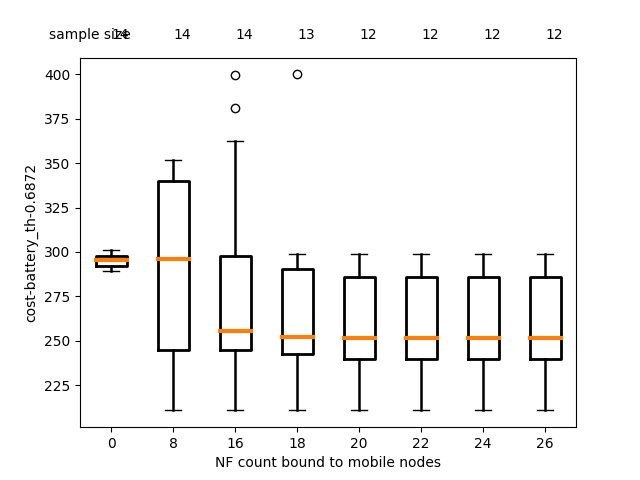 sample size 14 14 14 13 12 12 12 12
400
375
350
325
300
275
250
225
cost-battery_th-0.6872
0 8 16 18 20 22 24 26
NF count bound to mobile nodes